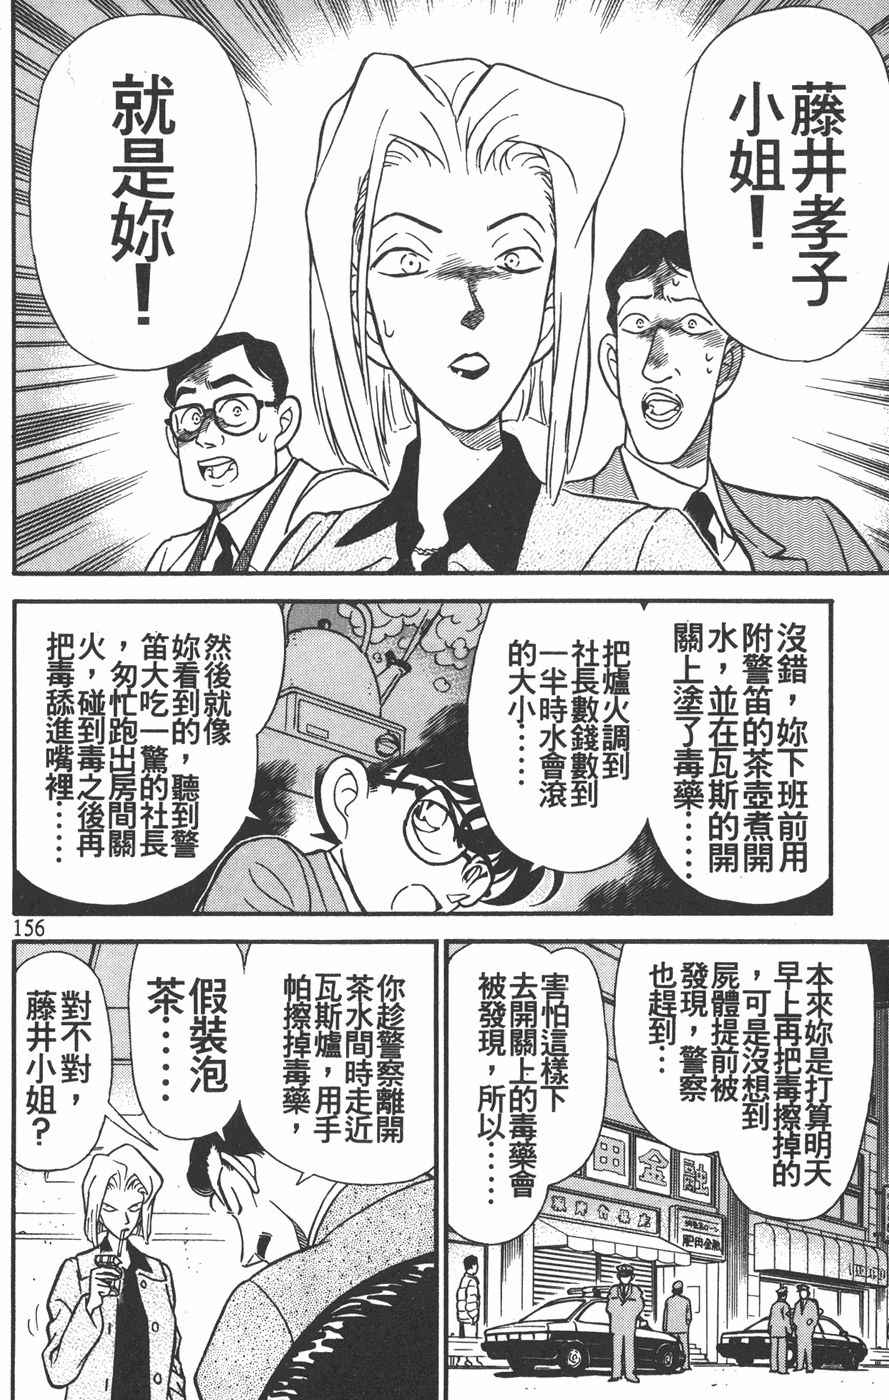 藤井孝子
小姐！
就是妳！
沒錯，妳下班前用
附警笛的茶壺煮開
水，並在瓦斯的開
關上塗了毒藥……
把爐火調到
社長數錢數到
一半時水會滾
的大小……
然後就像
妳看到的，聽到警
笛大吃一驚的社長
，匆忙跑出房間關
火，碰到毒之後再
把毒舔進嘴裡……
156
本來妳是打算明天
早上再把毒擦掉的
，可是沒想到
屍體提前被
發現，警察
也趕到…
害怕這樣下
去開關上的毒藥會
被發現，所以……
田金融
肥田金融
你趁警察離開
茶水間時走近
瓦斯爐，用手
帕擦掉毒藥，
假裝泡
茶……
對不對，
藤井小姐？